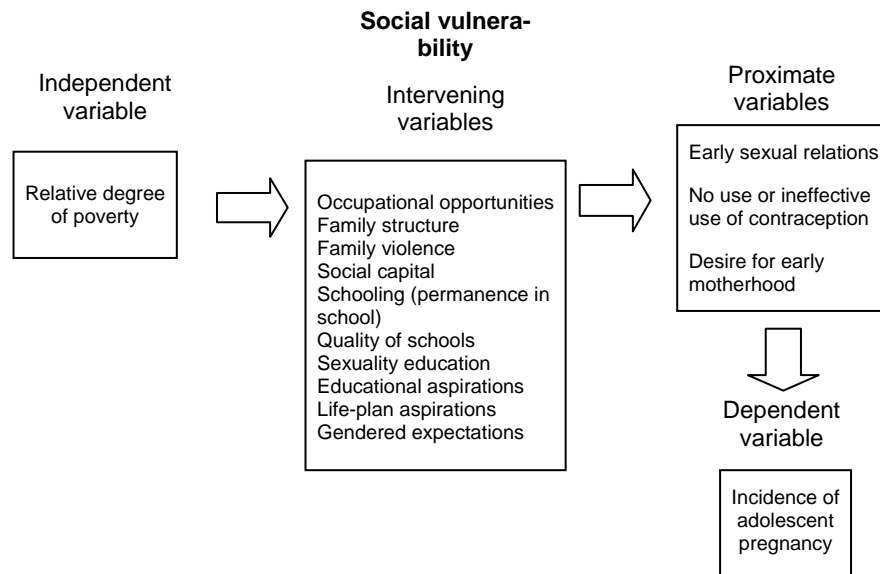 Social vulnera-
bility
Independent
variable
Relative degree
of poverty
Intervening
variables
Occupational opportunities
Family structure
Family violence
Social capital
Schooling (permanence in
school)
Quality of schools
Sexuality education
Educational aspirations
Life-plan aspirations
Gendered expectations
Proximate
variables
Early sexual relations
No use or ineffective
use of contraception
Desire for early
motherhood
Dependent
variable
Incidence of
adolescent
pregnancy